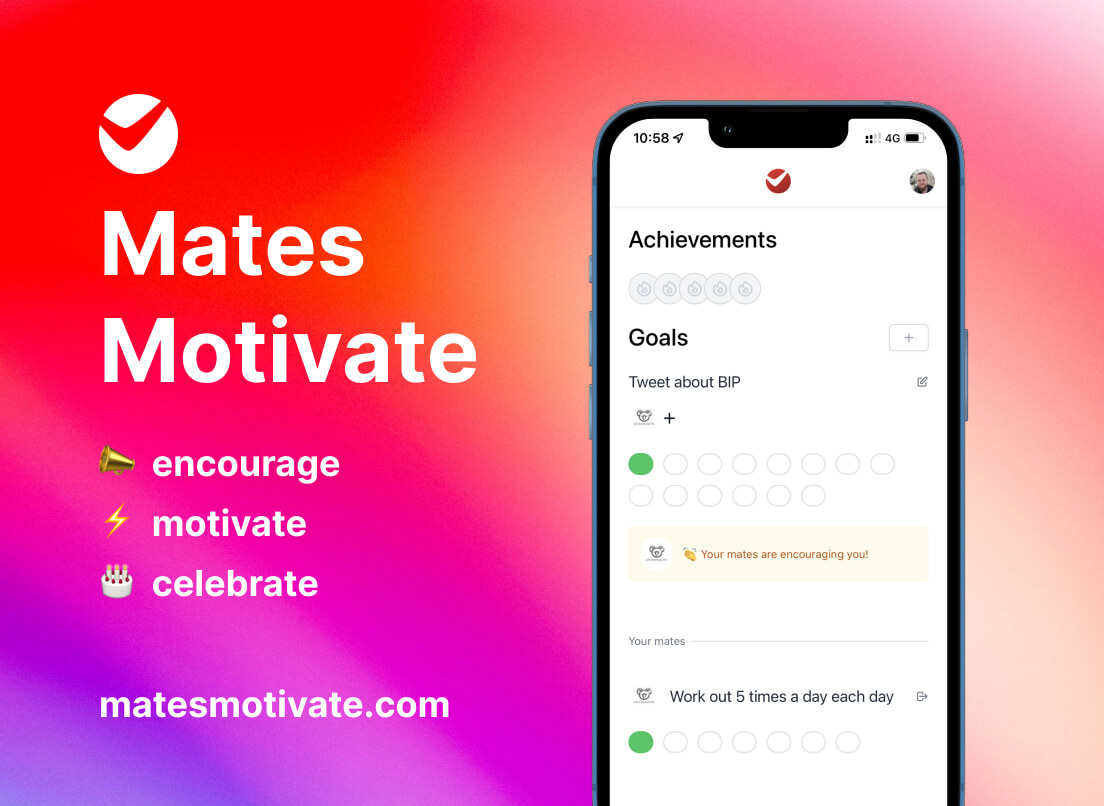 Mates
Motivate
encourage
motivate
celebrate
matesmotivate.com
10:58
4G
Achievements
Goals
+
Tweet about BIP
+
👏 Your mates are encouraging you!
Your mates
Work out 5 times a day each day